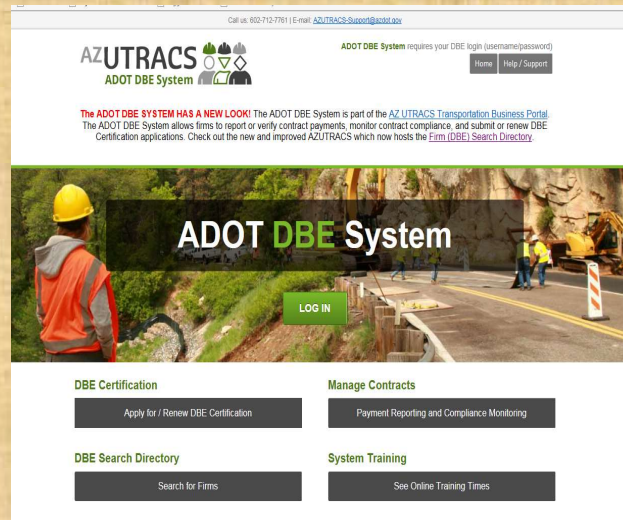 Call us: 602-712-7761 | E-mail: AZUTRACS-Support@azdot.gov
AZUTRACS
ADOT DBE System
ADOT DBE System requires your DBE login (username/password)
Home Help / Support
The ADOT DBE SYSTEM HAS A NEW LOOK! The ADOT DBE System is part of the AZ UTRACS Transportation Business Portal.
The ADOT DBE System allows firms to report or verify contract payments, monitor contract compliance, and submit or renew DBE
Certification applications. Check out the new and improved AZUTRACS which now hosts the Firm (DBE) Search Directory.
ADOT DBE System
LOG IN
DBE Certification
Apply for / Renew DBE Certification
Manage Contracts
Payment Reporting and Compliance Monitoring
DBE Search Directory
Search for Firms
System Training
See Online Training Times